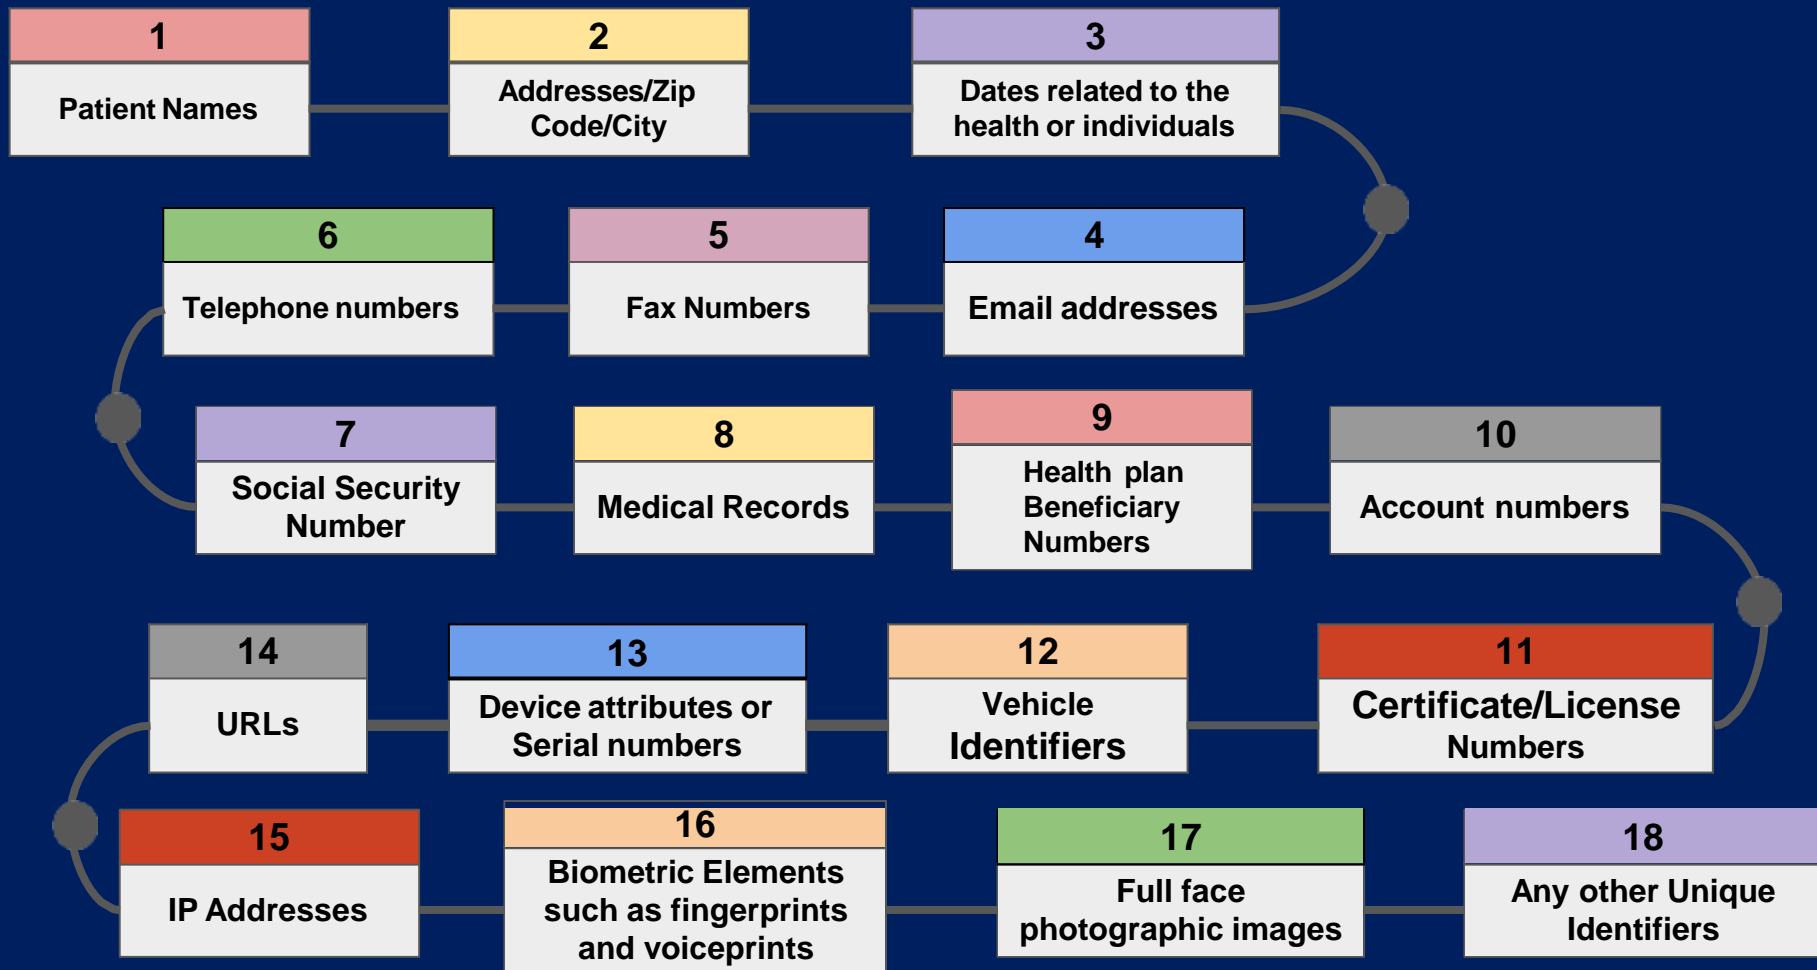 1
Patient Names
2
Addresses/Zip
Code/City
3
Dates related to the
health or individuals
4
Email addresses
5
Fax Numbers
6
Telephone numbers
7
Social Security
Number
8
Medical Records
9
Health plan
Beneficiary
Numbers
10
Account numbers
11
Certificate/License
Numbers
12
Vehicle
Identifiers
13
Device attributes or
Serial numbers
14
URLs
15
IP Addresses
16
Biometric Elements
such as fingerprints
and voiceprints
17
Full face
photographic images
18
Any other Unique
Identifiers